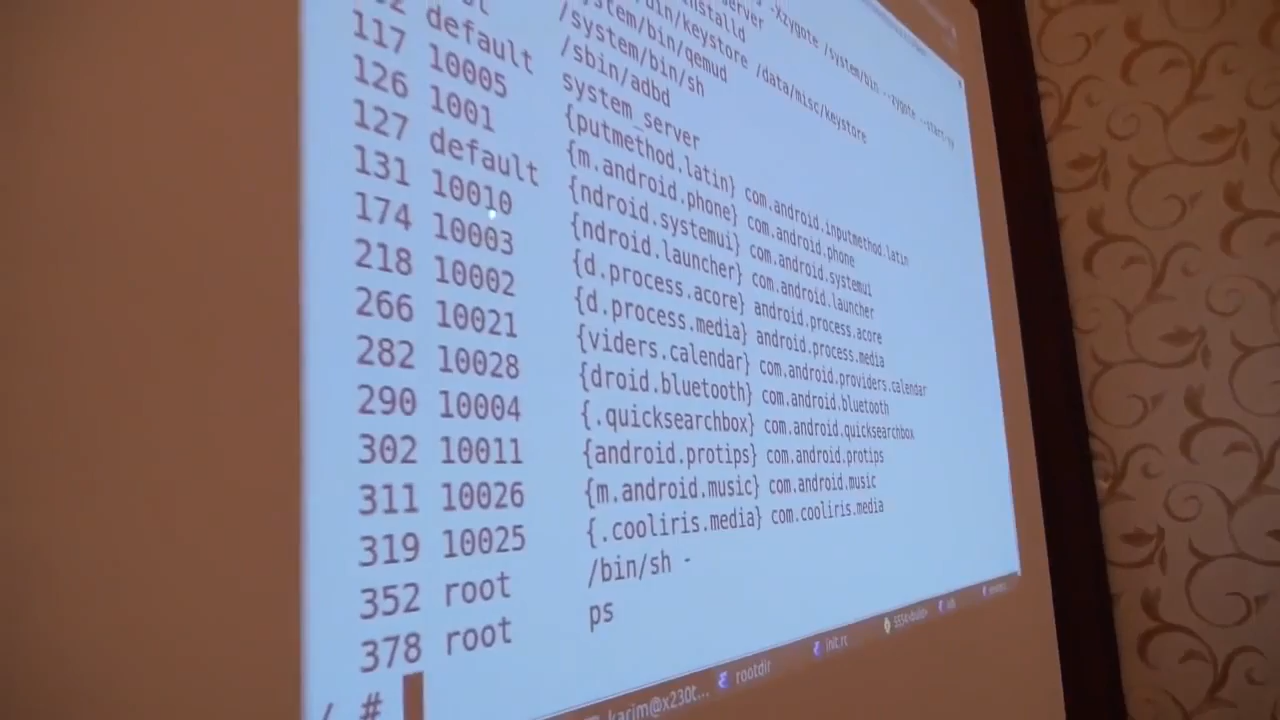 default system_server
117 10005 {putmethod.latin} com.android.inputmethod.latin
126 1001 {m.android.phone} com.android.phone
127 default {ndroid.systemui} com.android.systemui
131 10010 {ndroid.launcher} com.android.launcher
174 10003 {d.process.acore} android.process.acore
218 10002 {d.process.media} android.process.media
266 10021 {viders.calendar} com.android.providers.calendar
282 10028 {droid.bluetooth} com.android.bluetooth
290 10004 {.quicksearchbox} com.android.quicksearchbox
302 10011 {android.protips} com.android.protips
311 10026 {m.android.music} com.android.music
319 10025 {.cooliris.media} com.cooliris.media
352 root /bin/sh -
378 root ps
/ #
-Xzygote /system/bin --zygote
/keystore /data/misc/keystore
/system/bin/qemud
/system/bin/sh
/sbin/adbd
karim@x230t... rootdir init.rc